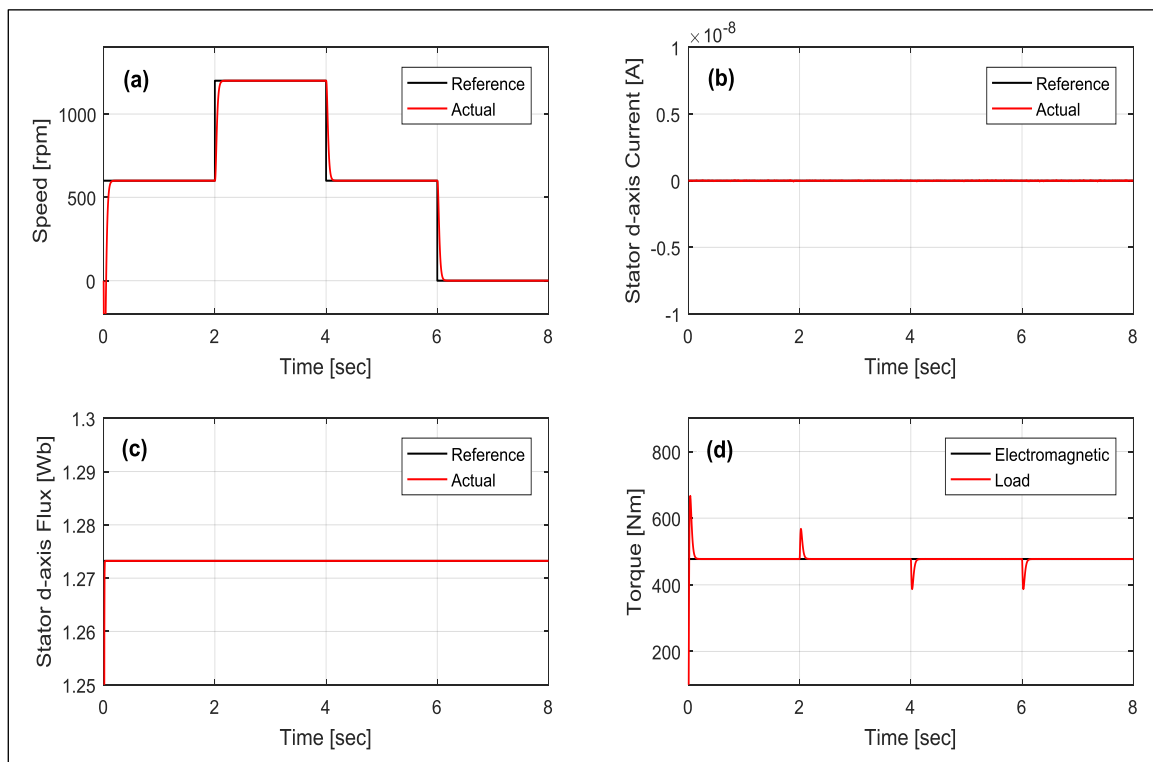 (a)
Reference
Actual
1000
500
0
Speed [rpm]
0 2 4 6 8
Time [sec]
×10-8
(b)
Reference
Actual
1
0.5
0
-0.5
-1
Stator d-axis Current [A]
0 2 4 6 8
Time [sec]
(c)
Reference
Actual
1.3
1.29
1.28
1.27
1.26
1.25
Stator d-axis Flux [Wb]
0 2 4 6 8
Time [sec]
(d)
Electromagnetic
Load
800
600
400
200
Torque [Nm]
0 2 4 6 8
Time [sec]